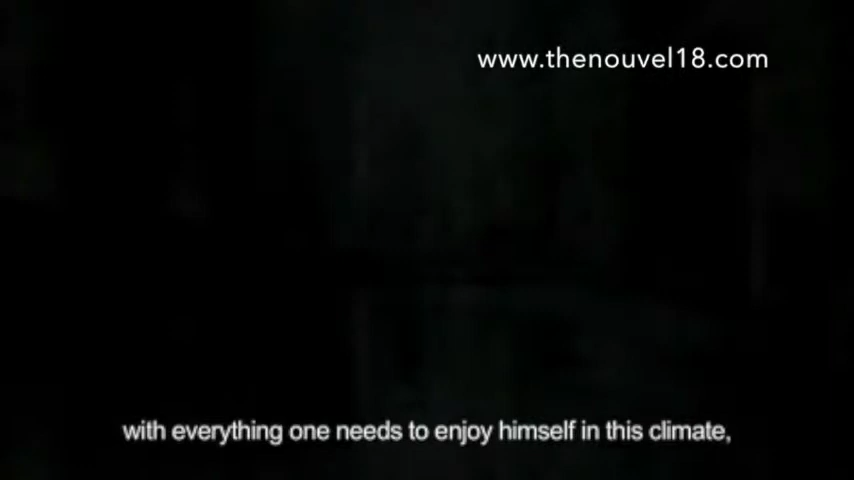 www.thenouvel18.com
with everything one needs to enjoy himself in this climate,